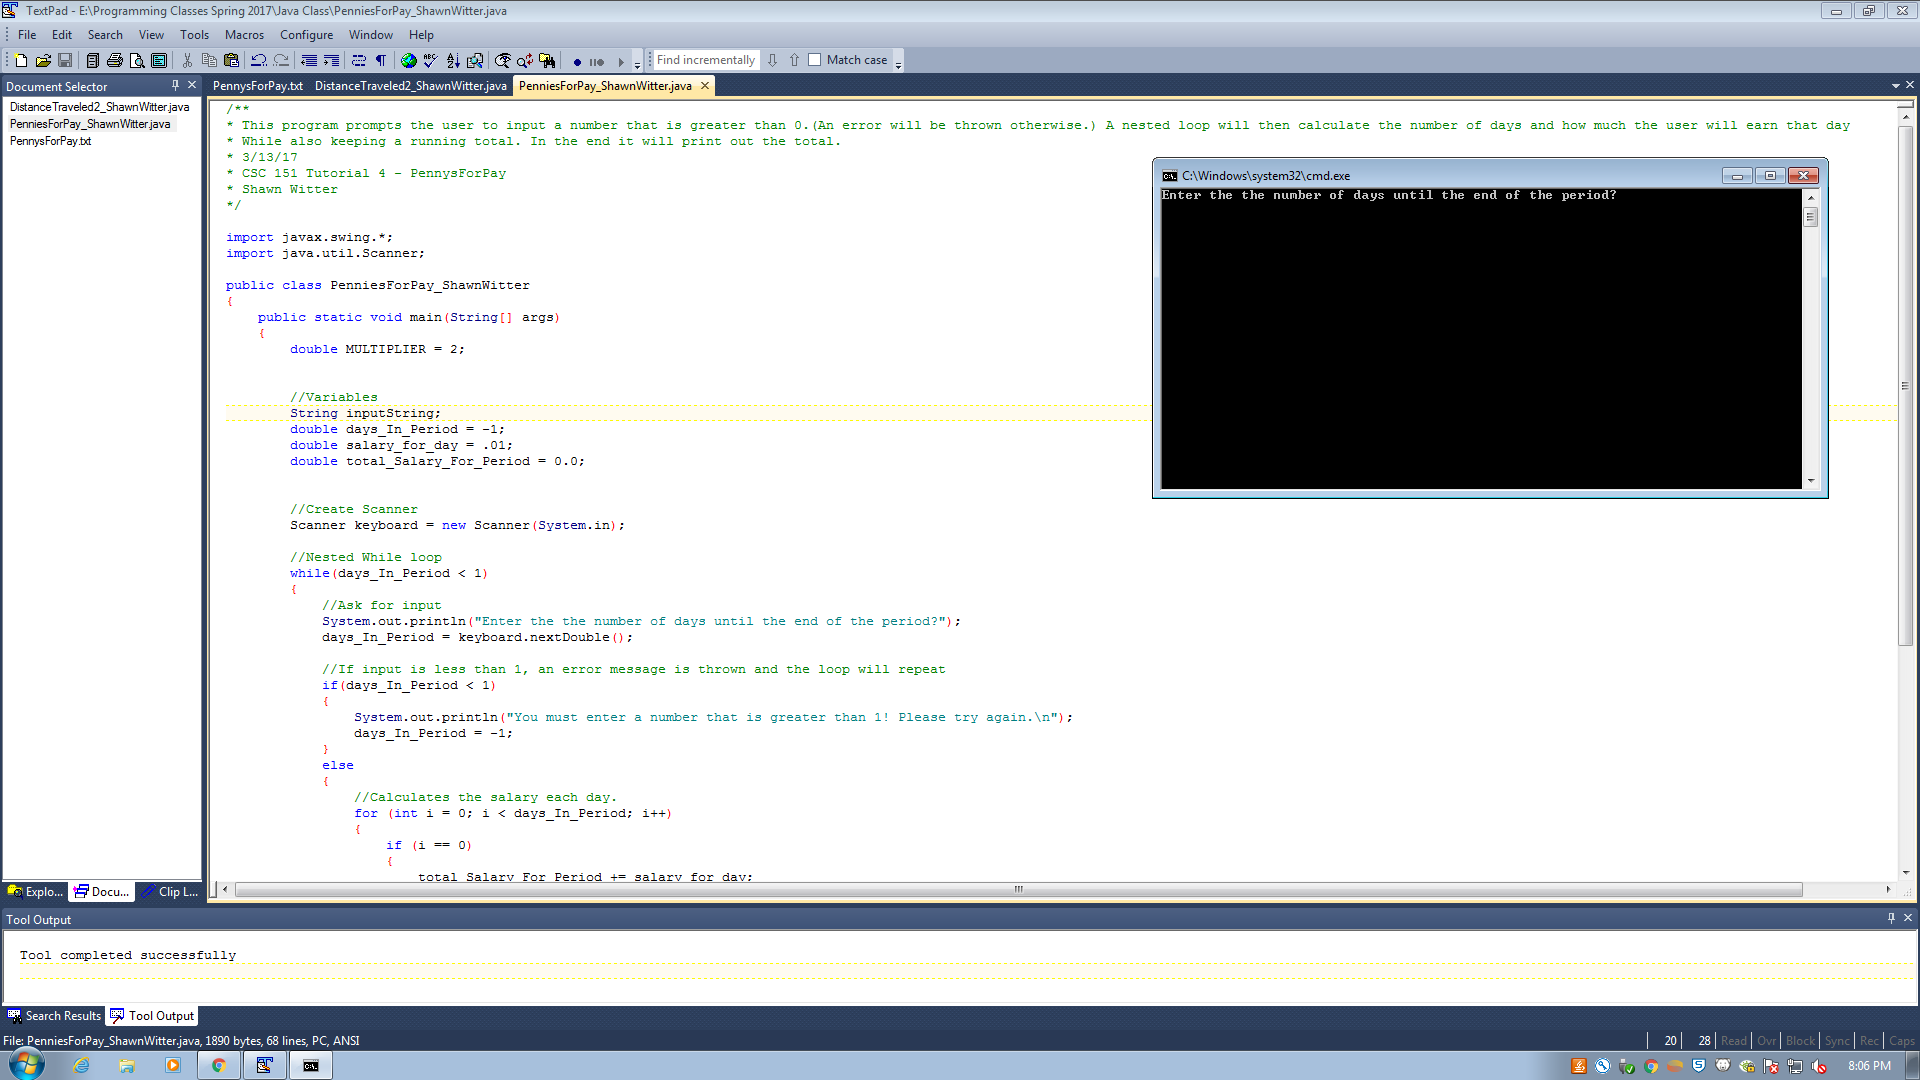 TextPad - E:\Programming Classes Spring 2017\Java Class\PenniesForPay_ShawnWitter.java
File Edit Search View Tools Macros Configure Window Help
Find incrementally Match case
Document Selector
DistanceTraveled2_ShawnWitter.java
PenniesForPay_ShawnWitter.java
PennysForPay.txt
PennysForPay.txt DistanceTraveled2_ShawnWitter.java PenniesForPay_ShawnWitter.java
/**
* This program prompts the user to input a number that is greater than 0.(An error will be thrown otherwise.) A nested loop will then calculate the number of days and how much the user will earn that day
* While also keeping a running total. In the end it will print out the total.
* 3/13/17
* CSC 151 Tutorial 4 - PennysForPay
* Shawn Witter
*/
import javax.swing.*;
import java.util.Scanner;
public class PenniesForPay_ShawnWitter
{
public static void main(String[] args)
{
double MULTIPLIER = 2;
//Variables
String inputString;
double days_In_Period = -1;
double salary_for_day = .01;
double total_Salary_For_Period = 0.0;
//Create Scanner
Scanner keyboard = new Scanner(System.in);
//Nested While loop
while(days_In_Period < 1)
{
//Ask for input
System.out.println("Enter the the number of days until the end of the period?");
days_In_Period = keyboard.nextDouble();
//If input is less than 1, an error message is thrown and the loop will repeat
if(days_In_Period < 1)
{
System.out.println("You must enter a number that is greater than 1! Please try again.\n");
days_In_Period = -1;
}
else
{
//Calculates the salary each day.
for (int i = 0; i < days_In_Period; i++)
{
if (i == 0)
{
total_Salary_For_Period += salary_for_day;
C:\Windows\system32\cmd.exe
Enter the the number of days until the end of the period?
Explo... Docu... Clip L...
Tool Output
Tool completed successfully
Search Results Tool Output
File: PenniesForPay_ShawnWitter.java, 1890 bytes, 68 lines, PC, ANSI
20 28 Read Ovr Block Sync Rec Caps
8:06 PM